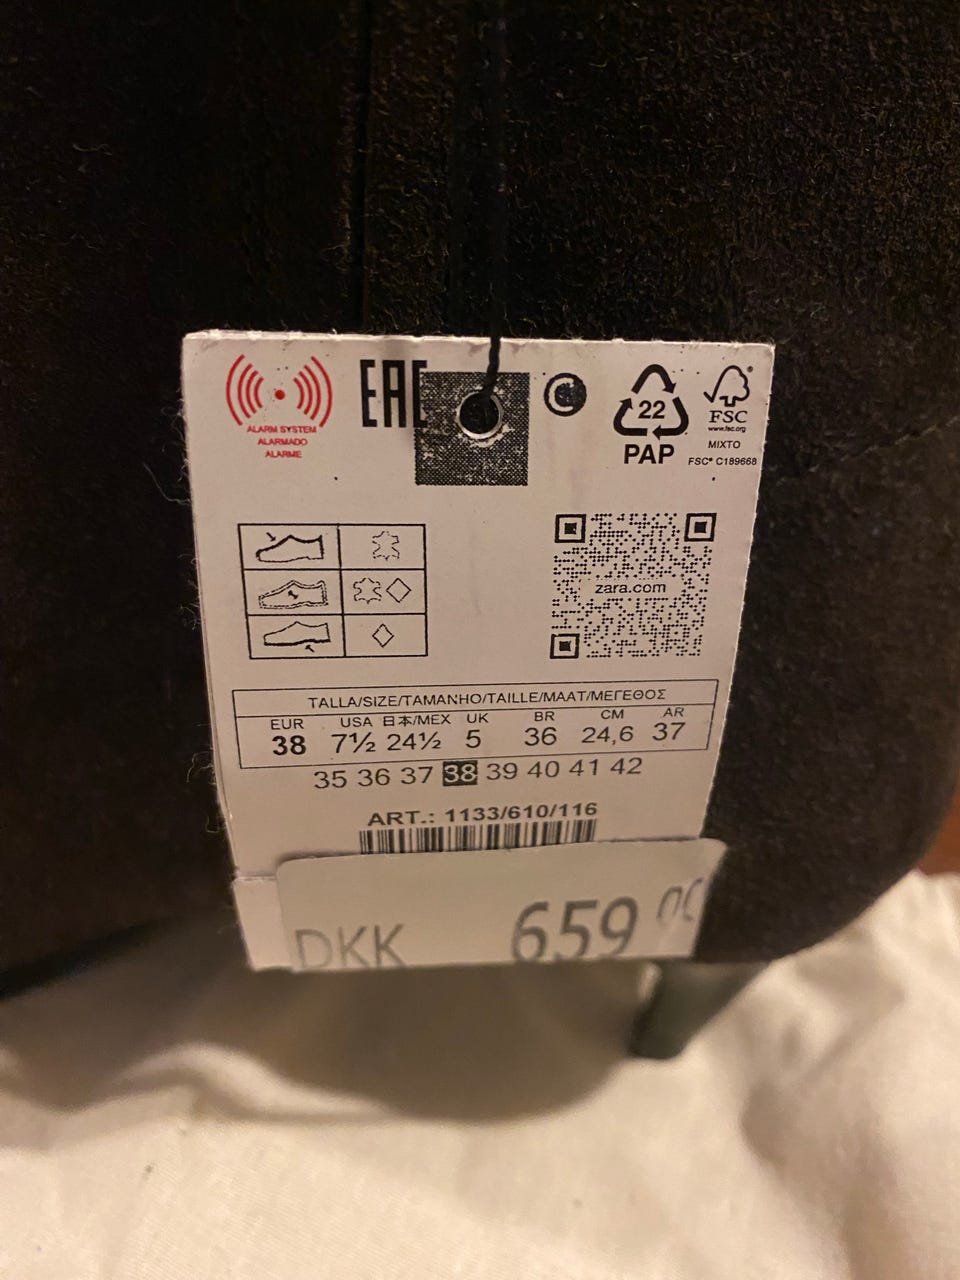 ALARM SYSTEM
ALARMADO
ALARME
EAC
22
PAP
FSC
www.fsc.org
MIXTO
FSC® C189668
zara.com
TALLA/SIZE/TAMANHO/TAILLE/MAAT/ΜΕΓΕΘΟΣ
EUR USA 日本/MEX UK BR CM AR
38 7½ 24½ 5 36 24,6 37
35 36 37 38 39 40 41 42
ART.: 1133/610/116
DKK 659 00